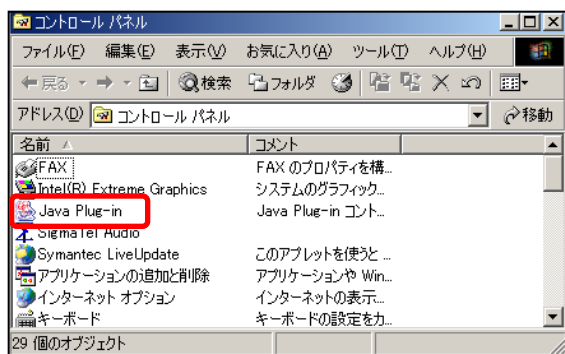 コントロール パネル
ファイル(F) 編集(E) 表示(V) お気に入り(A) ツール(T) ヘルプ(H)
戻る 検索 フォルダ
アドレス(D) コントロール パネル 移動
名前 コメント
FAX FAX のプロパティを構...
Intel(R) Extreme Graphics システムのグラフィック...
Java Plug-in Java Plug-in コント...
SigmaTel Audio
Symantec LiveUpdate このアプレットを使うと ...
アプリケーションの追加と削除 アプリケーションや Win...
インターネット オプション インターネットの表示...
キーボード キーボードの設定をカ...
29 個のオブジェクト